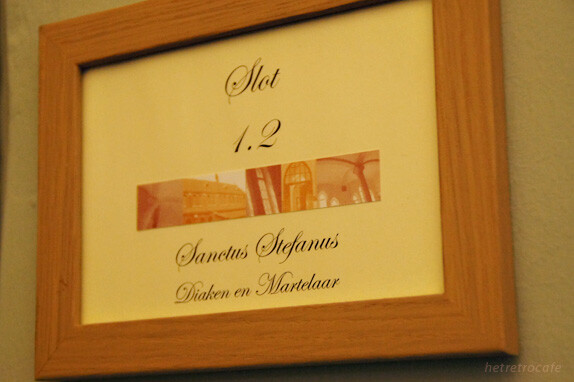 Slot
1.2
Sanctus Stefanus
Diaken en Martelaar
hetretrocafe